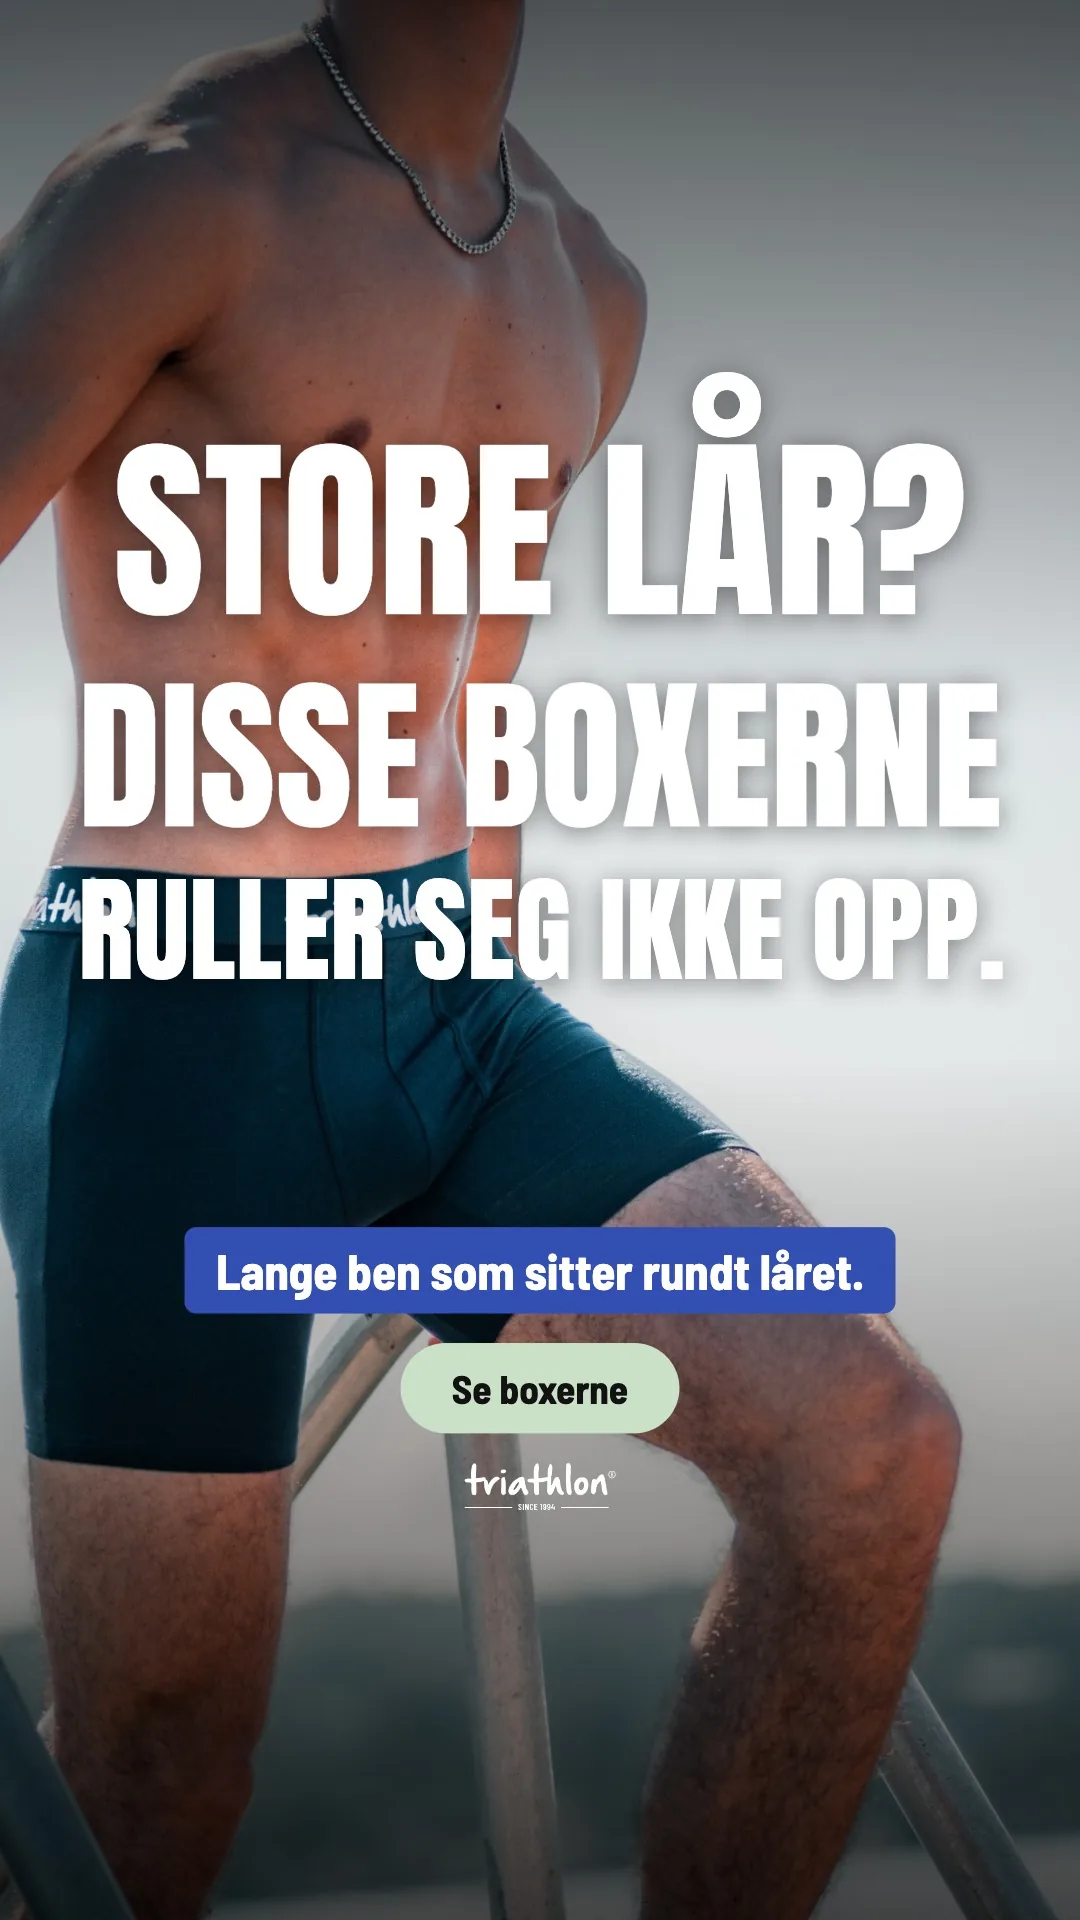 STORE LÅR?
DISSE BOXERNE
RULLER SEG IKKE OPP.
Lange ben som sitter rundt låret.
Se boxerne
triathlon®
SINCE 1994